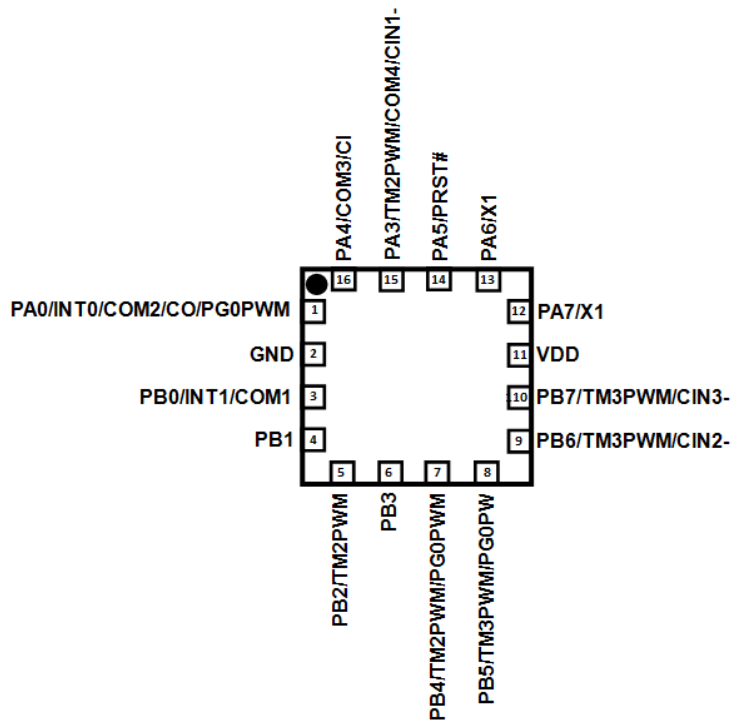 PA4/COM3/CI
PA3/TM2PWM/COM4/CIN1-
PA5/PRST#
PA6/X1
16
15
14
13
PA0/INT0/COM2/CO/PG0PWM
1
12
PA7/X1
GND
2
11
VDD
PB0/INT1/COM1
3
110
PB7/TM3PWM/CIN3-
PB1
4
9
PB6/TM3PWM/CIN2-
5
6
7
8
PB2/TM2PWM
PB3
PB4/TM2PWM/PG0PWM
PB5/TM3PWM/PG0PW